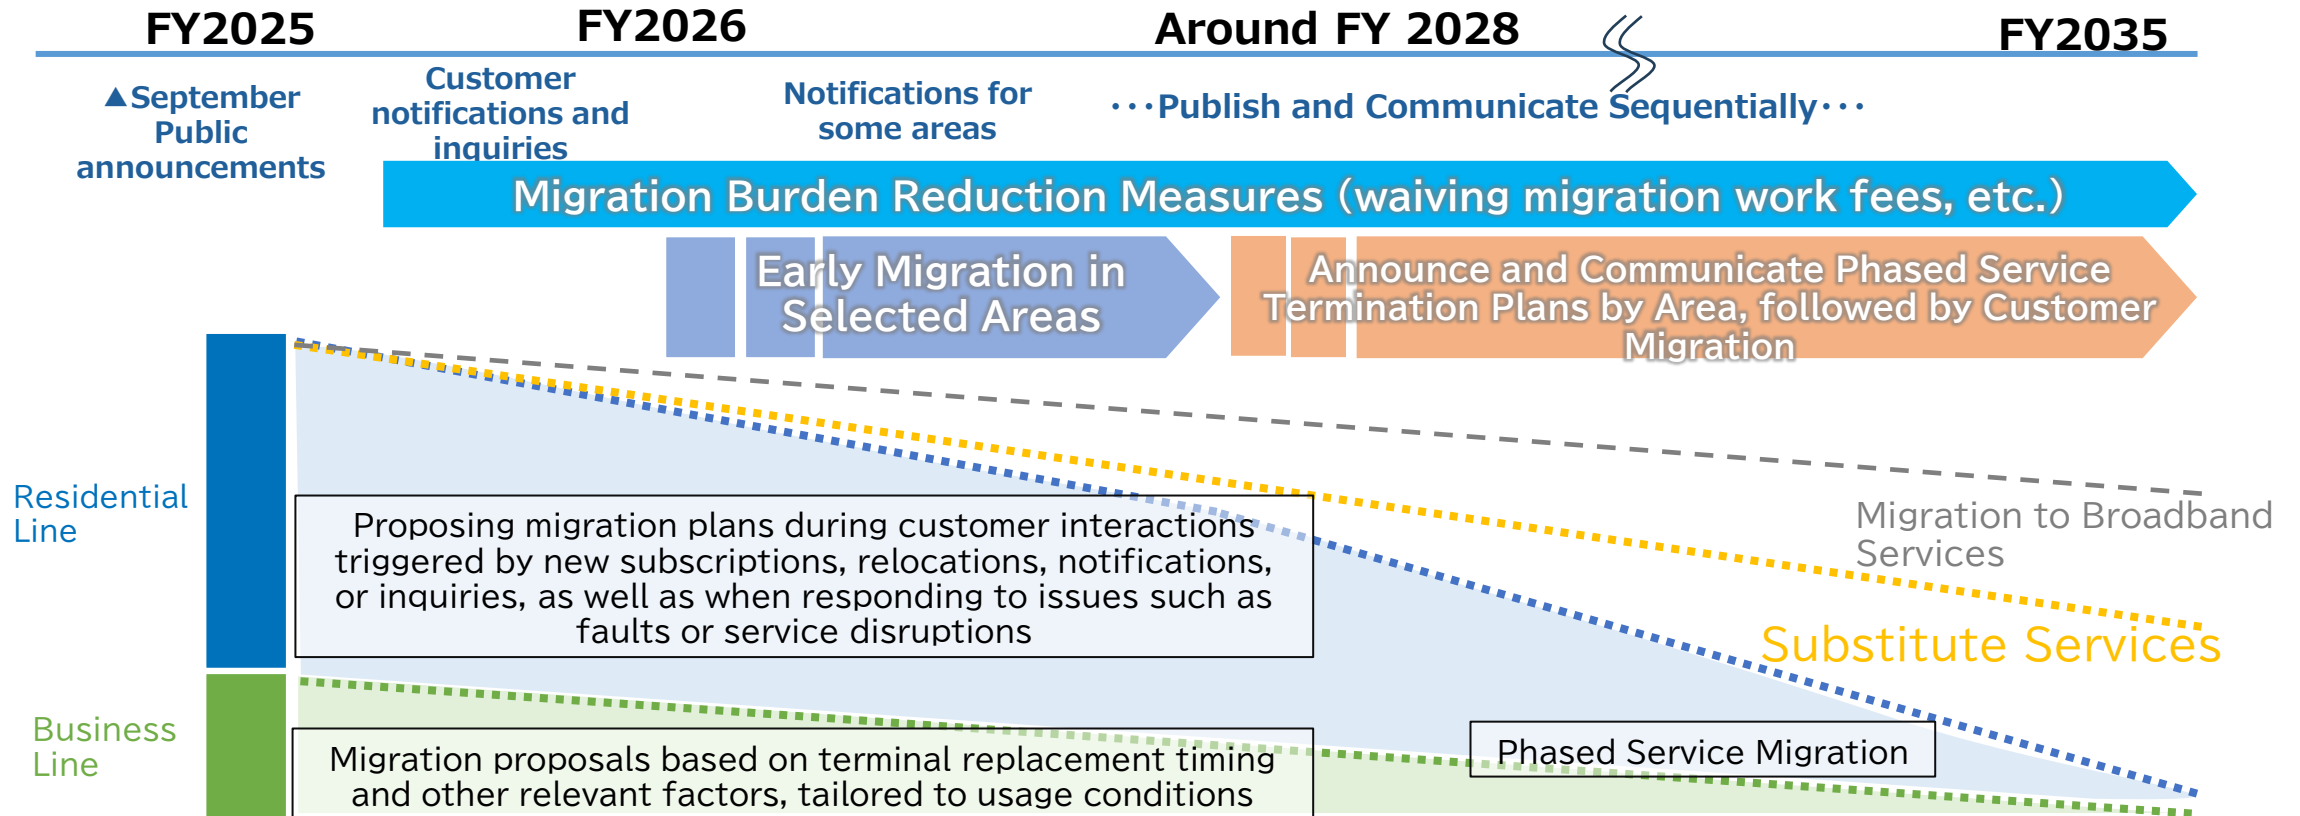 FY2025
FY2026
Around FY 2028
FY2035
▲September
Public
announcements
Customer
notifications and
inquiries
Notifications for
some areas
･･･Publish and Communicate Sequentially･･･
Migration Burden Reduction Measures (waiving migration work fees, etc.)
Early Migration in
Selected Areas
Announce and Communicate Phased Service
Termination Plans by Area, followed by Customer
Migration
Residential
Line
Proposing migration plans during customer interactions
triggered by new subscriptions, relocations, notifications,
or inquiries, as well as when responding to issues such as
faults or service disruptions
Migration to Broadband
Services
Substitute Services
Business
Line
Migration proposals based on terminal replacement timing
and other relevant factors, tailored to usage conditions
Phased Service Migration